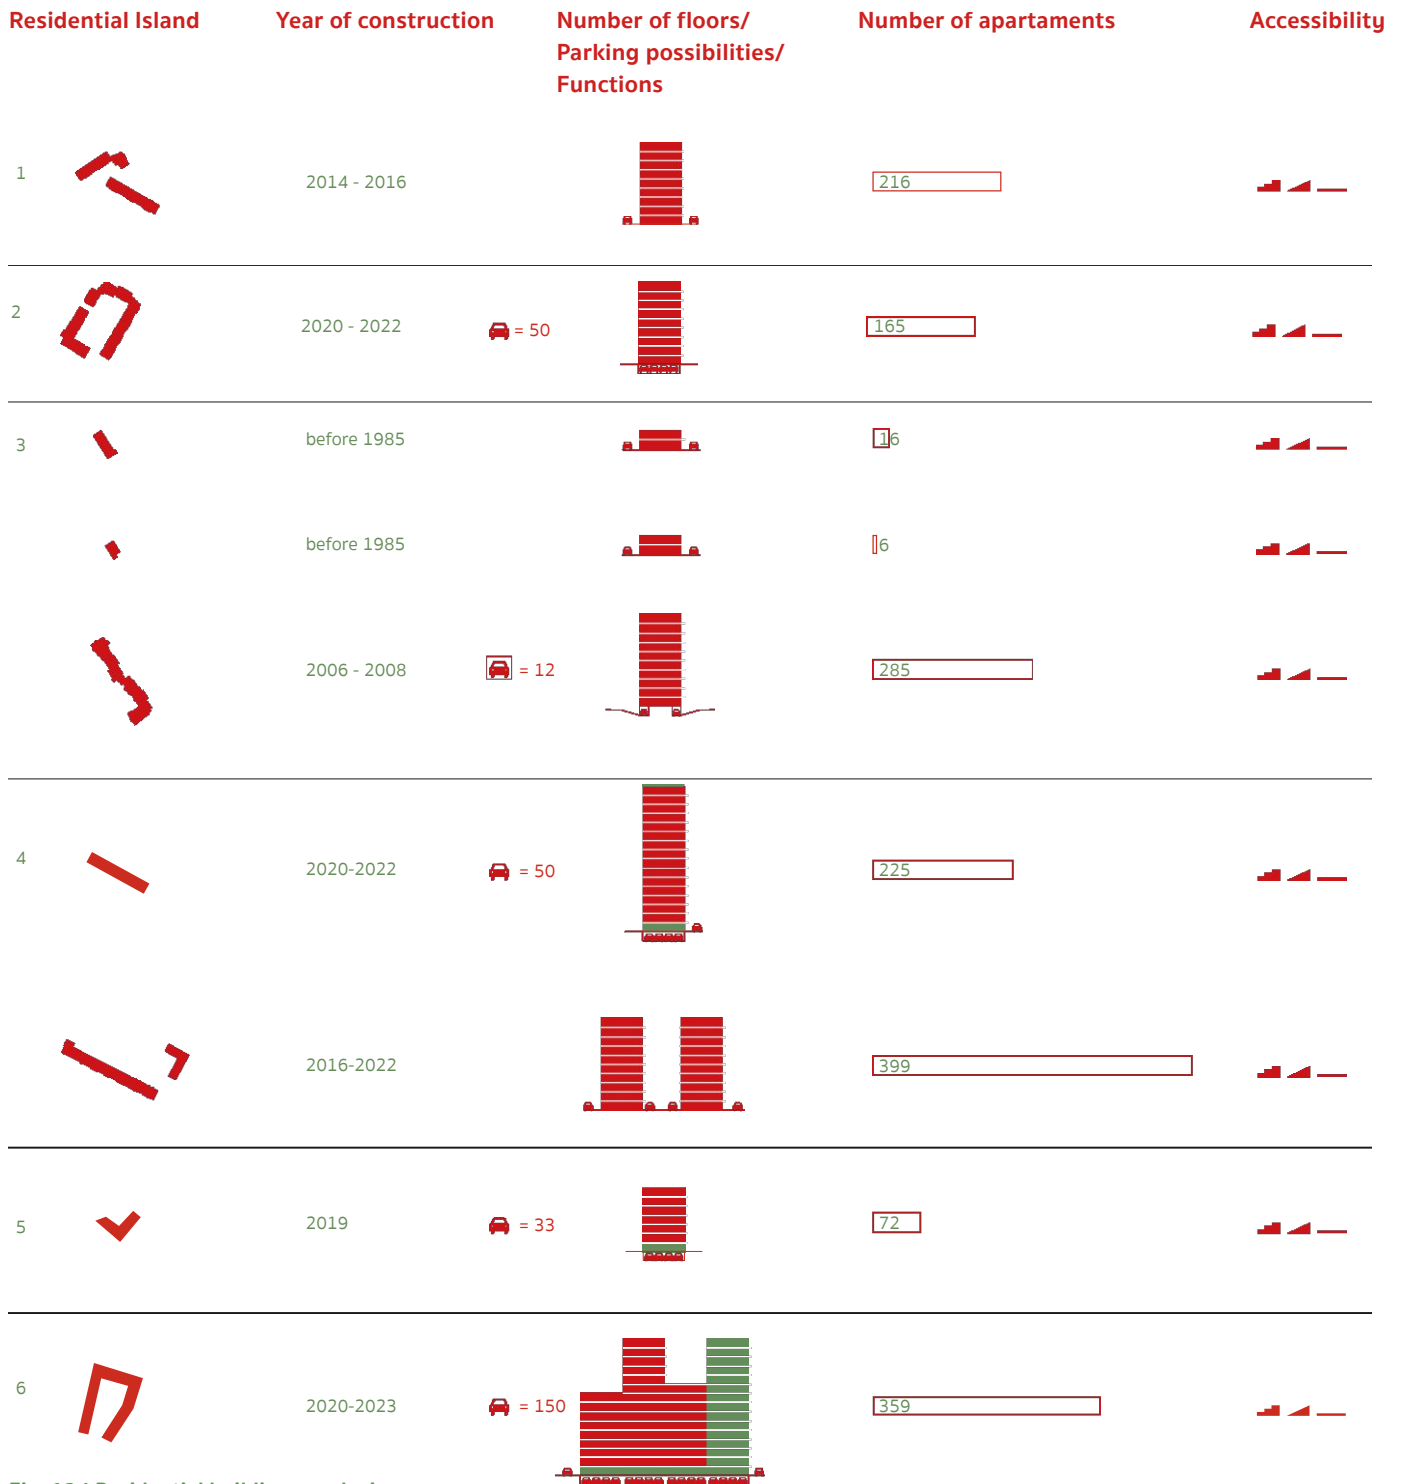 Residential Island
Year of construction
Number of floors/
Parking possibilities/
Functions
Number of apartaments
Accessibility
1
2014 - 2016
216
2
2020 - 2022
= 50
165
3
before 1985
16
before 1985
6
2006 - 2008
= 12
285
4
2020-2022
= 50
225
2016-2022
399
5
2019
= 33
72
6
2020-2023
= 150
359